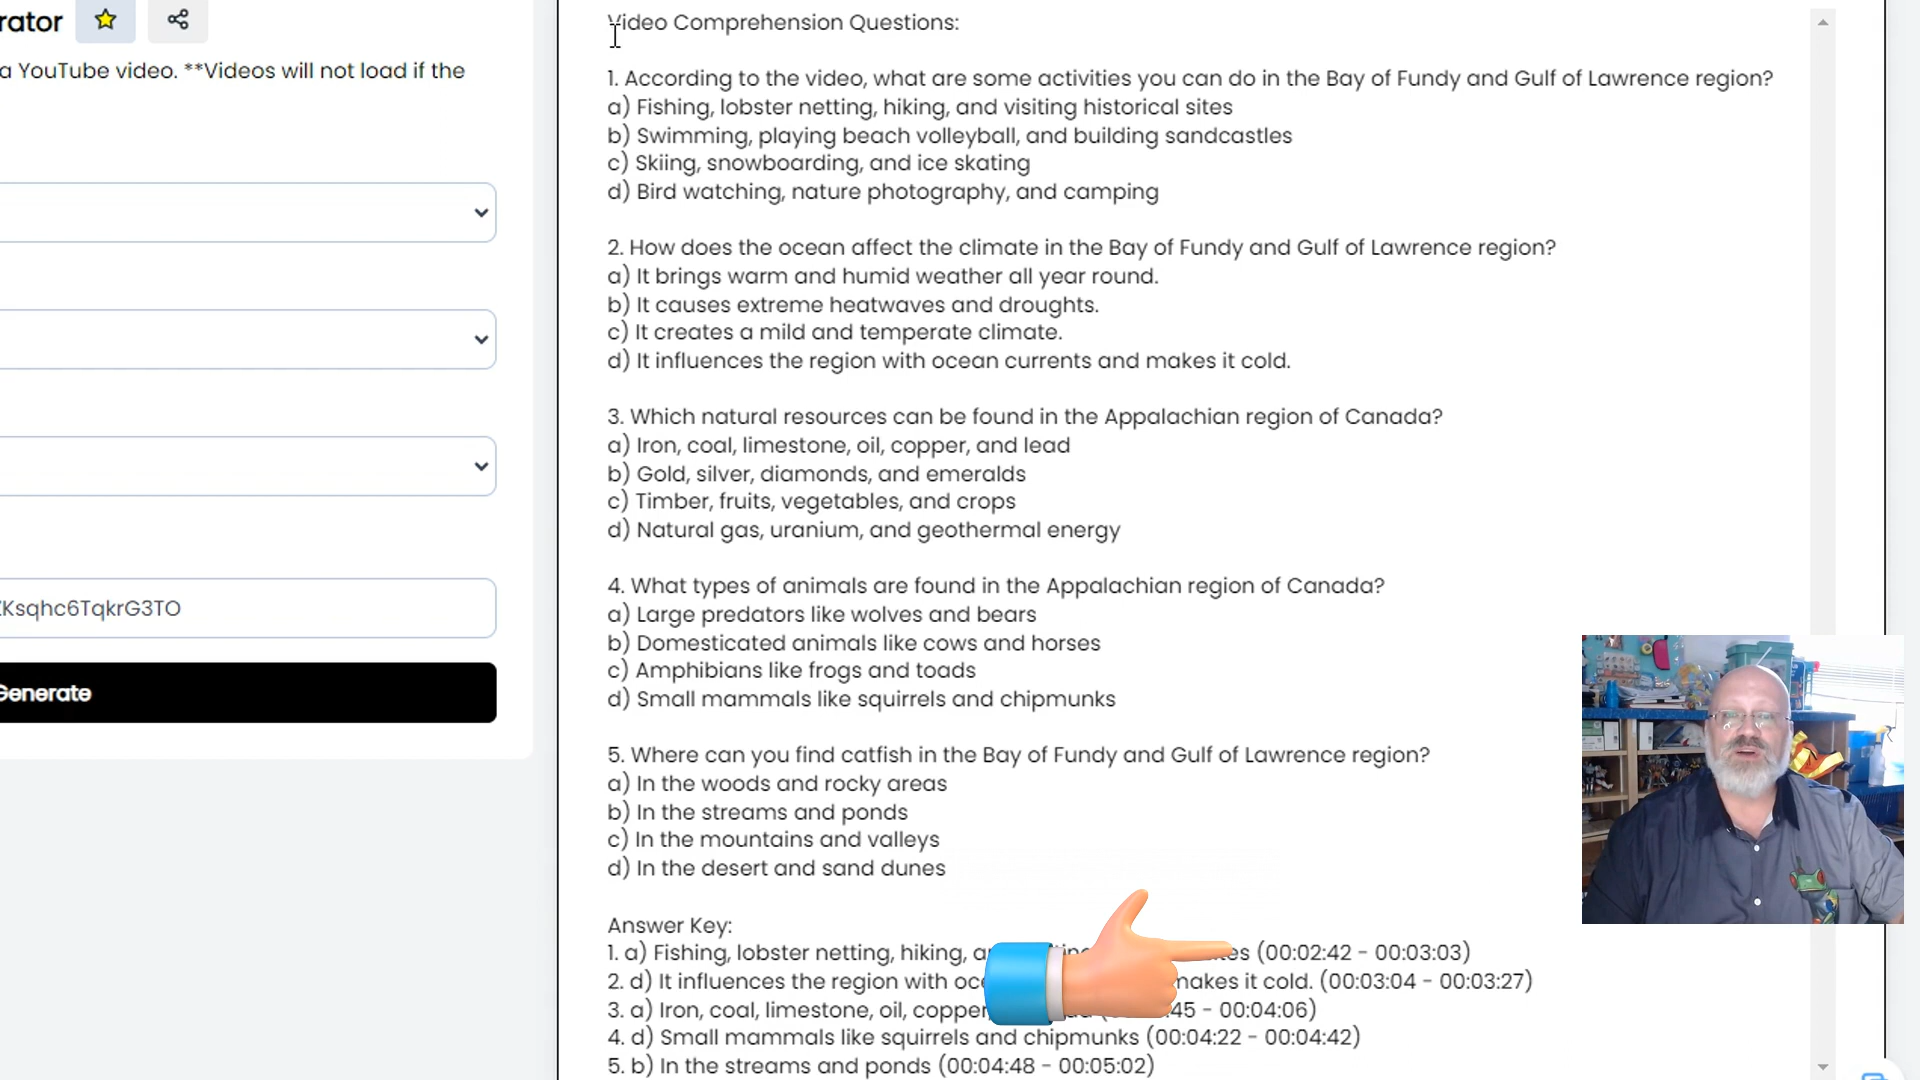 rator
a YouTube video. **Videos will not load if the
Ksqhc6TqkrG3TO
Generate
Video Comprehension Questions:
1. According to the video, what are some activities you can do in the Bay of Fundy and Gulf of Lawrence region?
a) Fishing, lobster netting, hiking, and visiting historical sites
b) Swimming, playing beach volleyball, and building sandcastles
c) Skiing, snowboarding, and ice skating
d) Bird watching, nature photography, and camping
2. How does the ocean affect the climate in the Bay of Fundy and Gulf of Lawrence region?
a) It brings warm and humid weather all year round.
b) It causes extreme heatwaves and droughts.
c) It creates a mild and temperate climate.
d) It influences the region with ocean currents and makes it cold.
3. Which natural resources can be found in the Appalachian region of Canada?
a) Iron, coal, limestone, oil, copper, and lead
b) Gold, silver, diamonds, and emeralds
c) Timber, fruits, vegetables, and crops
d) Natural gas, uranium, and geothermal energy
4. What types of animals are found in the Appalachian region of Canada?
a) Large predators like wolves and bears
b) Domesticated animals like cows and horses
c) Amphibians like frogs and toads
d) Small mammals like squirrels and chipmunks
5. Where can you find catfish in the Bay of Fundy and Gulf of Lawrence region?
a) In the woods and rocky areas
b) In the streams and ponds
c) In the mountains and valleys
d) In the desert and sand dunes
Answer Key:
1. a) Fishing, lobster netting, hiking, (00:02:42 - 00:03:03)
2. d) It influences the region with makes it cold. (00:03:04 - 00:03:27)
3. a) Iron, coal, limestone, oil, copper 45 - 00:04:06)
4. d) Small mammals like squirrels and chipmunks (00:04:22 - 00:04:42)
5. b) In the streams and ponds (00:04:48 - 00:05:02)